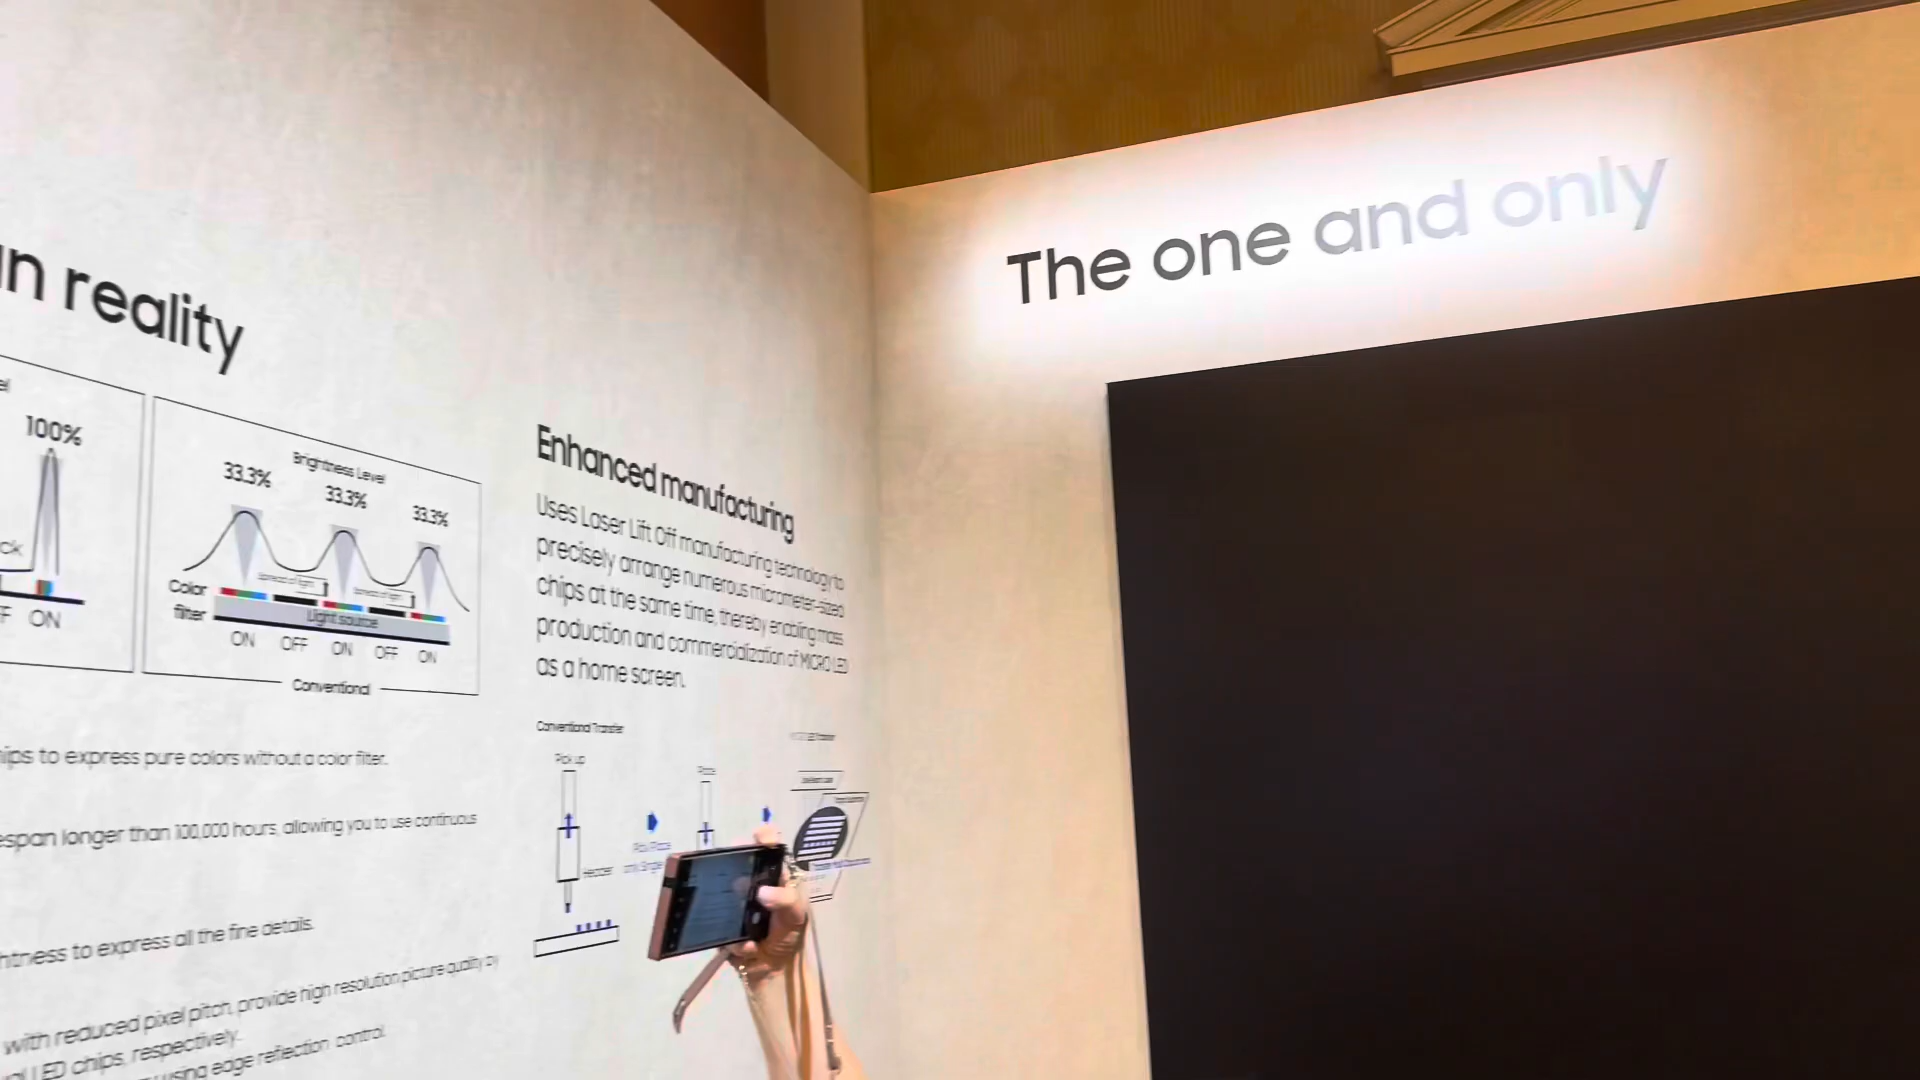 The one and only
in reality
100%
ON
Brightness Level
33.3%
33.3%
33.3%
Color
filter
Light source
ON
OFF
ON
OFF
ON
Conventional
to express pure colors without a color filter.
longer than 100,000 hours, allowing you to use continuous
to express all the fine details.
with reduced pixel pitch, provide high resolution picture quality by
LED chips, respectively.
using edge reflection control.
Enhanced manufacturing
Uses Laser Lift Off manufacturing technology to
precisely arrange numerous micrometer-sized
chips at the same time, thereby enabling mass
production and commercialization of MICRO LED
as a home screen.
Conventional Transfer
Pick up
Place
Header